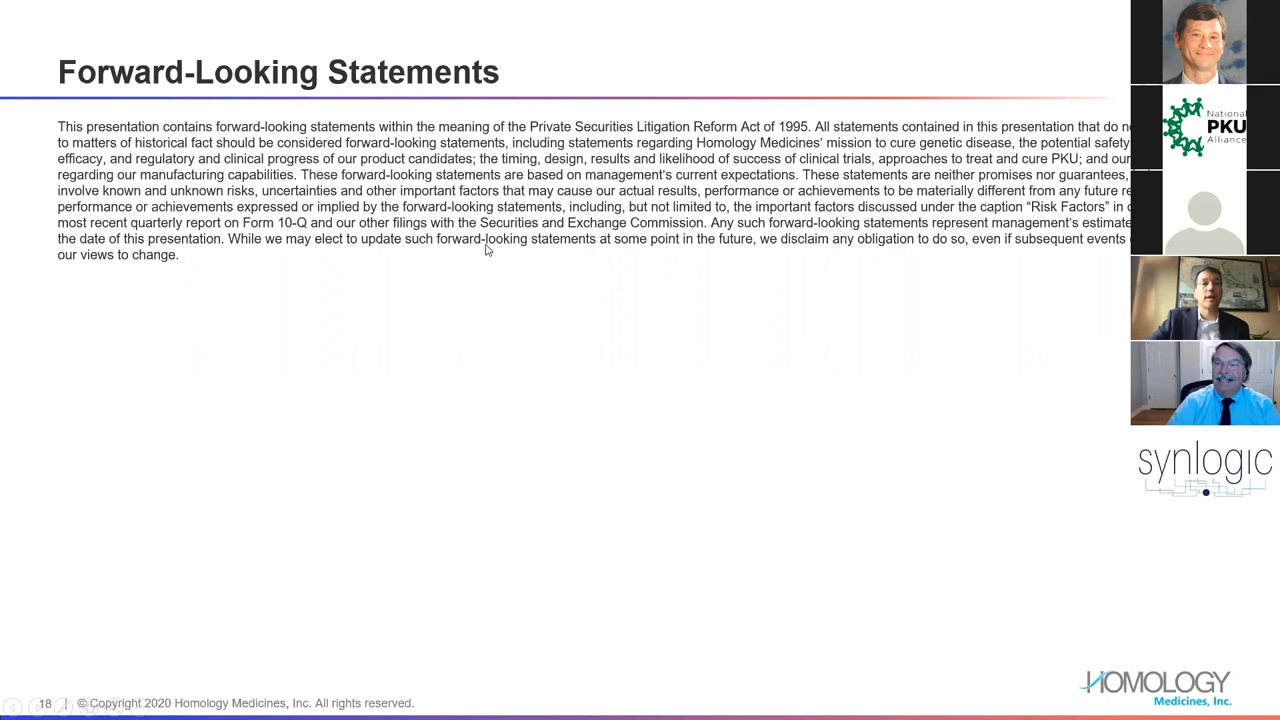 Forward-Looking Statements
This presentation contains forward-looking statements within the meaning of the Private Securities Litigation Reform Act of 1995. All statements contained in this presentation that do
to matters of historical fact should be considered forward-looking statements, including statements regarding Homology Medicines' mission to cure genetic disease, the potential safety
efficacy, and regulatory and clinical progress of our product candidates; the timing, design, results and likelihood of success of clinical trials, approaches to treat and cure PKU; and our
regarding our manufacturing capabilities. These forward-looking statements are based on management's current expectations. These statements are neither promises nor guarantees,
involve known and unknown risks, uncertainties and other important factors that may cause our actual results, performance or achievements to be materially different from any future
performance or achievements expressed or implied by the forward-looking statements, including, but not limited to, the important factors discussed under the caption “Risk Factors” in
most recent quarterly report on Form 10-Q and our other filings with the Securities and Exchange Commission. Any such forward-looking statements represent management's
the date of this presentation. While we may elect to update such forward-looking statements at some point in the future, we disclaim any obligation to do so, even if subsequent events
our views to change.
National
PKU
Alliance
synlogic
18 | © Copyright 2020 Homology Medicines, Inc. All rights reserved.
HOMOLOGY
Medicines, Inc.